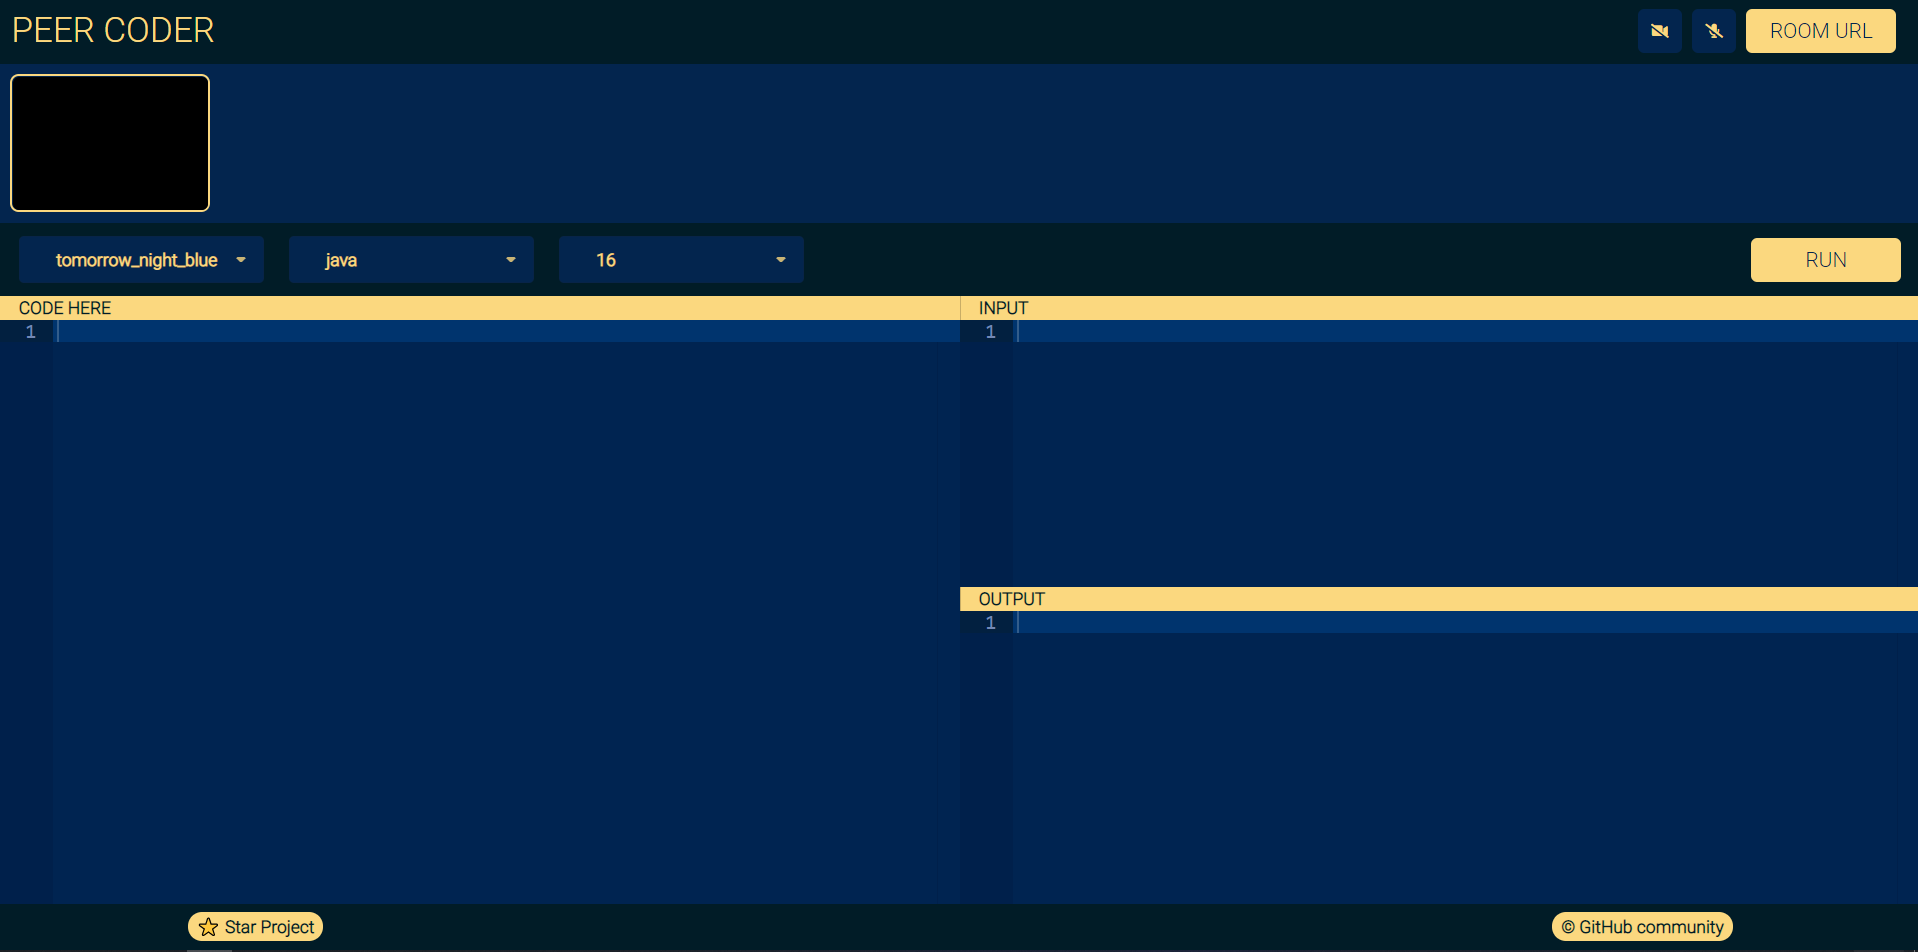 PEER CODER
ROOM URL
tomorrow_night_blue
java
16
RUN
CODE HERE
1
INPUT
1
OUTPUT
1
Star Project
© GitHub community